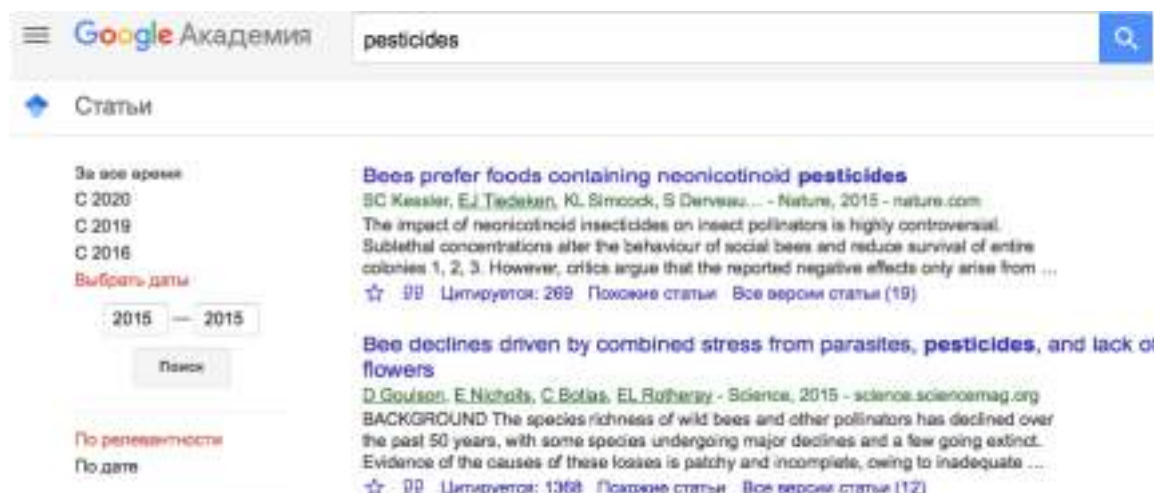 Google Академия
pesticides
Статьи
За все время
С 2020
С 2019
С 2016
Выбрать даты
2015 — 2015
Поиск
По релевантности
По дате
Bees prefer foods containing neonicotinoid pesticides
SC Kessler, EJ Tiedeken, KL Simcock, S Derveau... - Nature, 2015 - nature.com
The impact of neonicotinoid insecticides on insect pollinators is highly controversial.
Sublethal concentrations alter the behaviour of social bees and reduce survival of entire
colonies 1, 2, 3. However, critics argue that the reported negative effects only arise from ...
Цитируется: 269 Похожие статьи Все версии статьи (19)
Bee declines driven by combined stress from parasites, pesticides, and lack of
flowers
D Goulson, E Nicholls, C Botías, EL Rotheray - Science, 2015 - science.sciencemag.org
BACKGROUND The species richness of wild bees and other pollinators has declined over
the past 50 years, with some species undergoing major declines and a few going extinct.
Evidence of the causes of these losses is patchy and incomplete, owing to inadequate ...
Цитируется: 1368 Похожие статьи Все версии статьи (12)